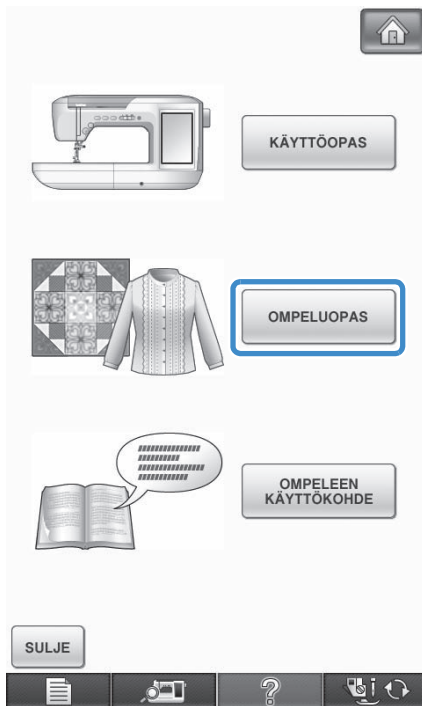 KÄYTTÖOPAS
OMPELUOPAS
OMPELEEN
KÄYTTÖKOHDE
SULJE